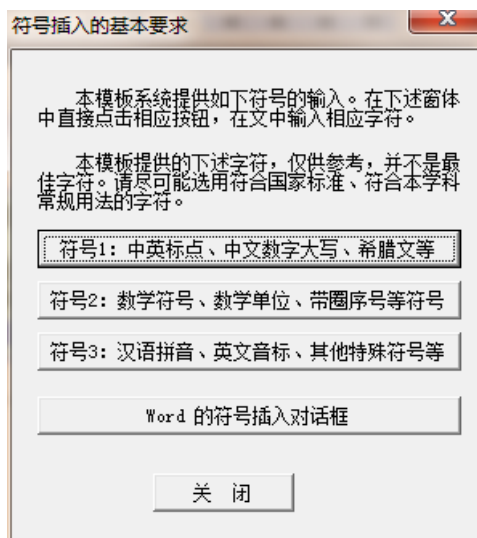 符号插入的基本要求
本模板系统提供如下符号的输入。在下述窗体
中直接点击相应按钮，在文中输入相应字符。
本模板提供的下述字符，仅供参考，并不是最
佳字符。请尽可能选用符合国家标准、符合本学科
常规用法的字符。
符号1：中英标点、中文数字大写、希腊文等
符号2：数学符号、数学单位、带圈序号等符号
符号3：汉语拼音、英文音标、其他特殊符号等
Word 的符号插入对话框
关 闭